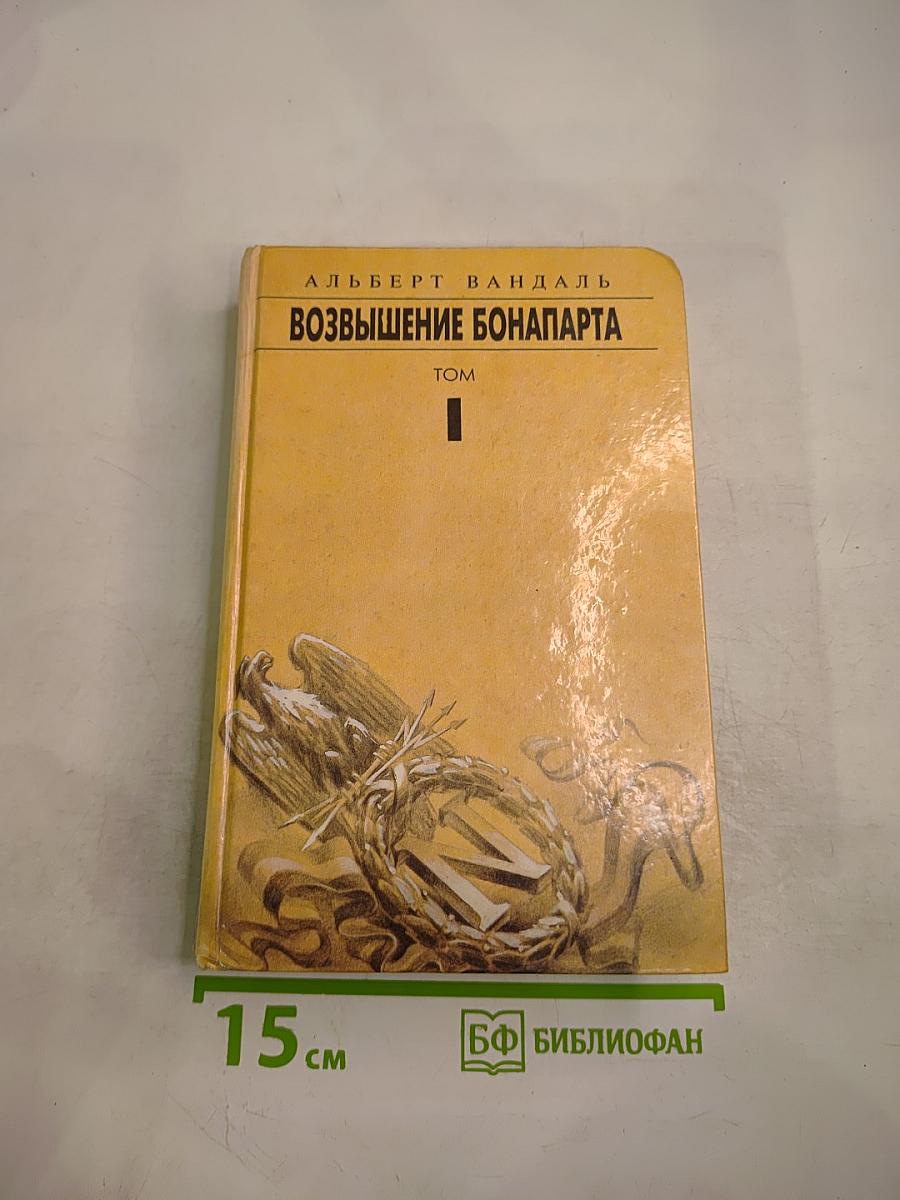 АЛЬБЕРТ ВАНДАЛЬ
ВОЗВЫШЕНИЕ БОНАПАРТА
ТОМ
I
N
15 см
БФ БИБЛИОФАН